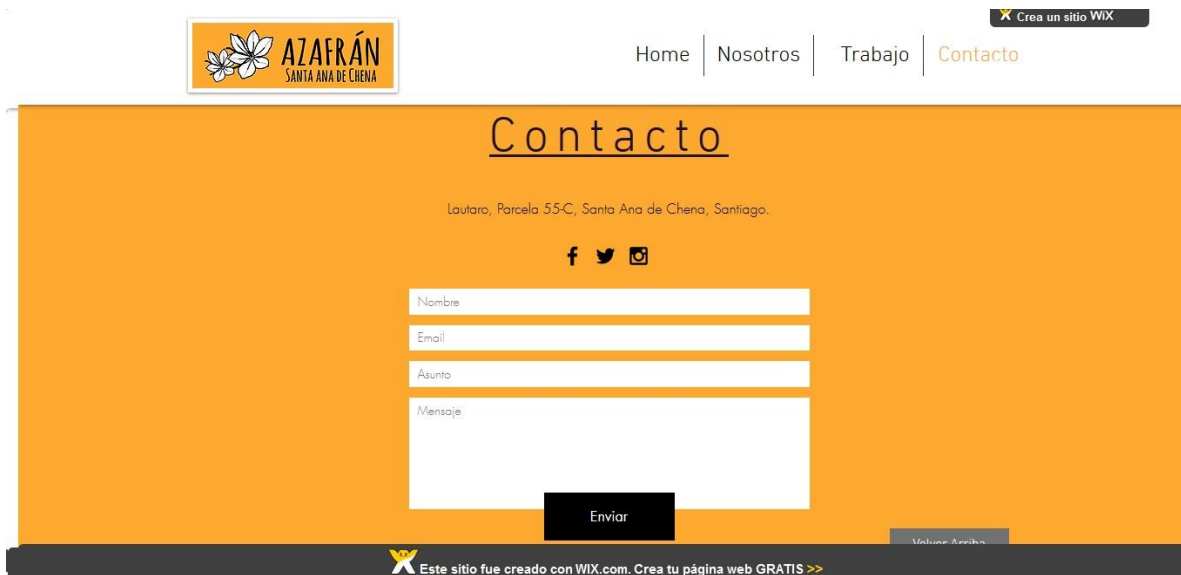 Crea un sitio WiX
AZAFRÁN
SANTA ANA DE CHENA
Home Nosotros Trabajo Contacto
Contacto
Lautaro, Parcela 55-C, Santa Ana de Chena, Santiago.
Nombre
Email
Asunto
Mensaje
Enviar
Volver Arriba
Este sitio fue creado con WIX.com. Crea tu página web GRATIS >>